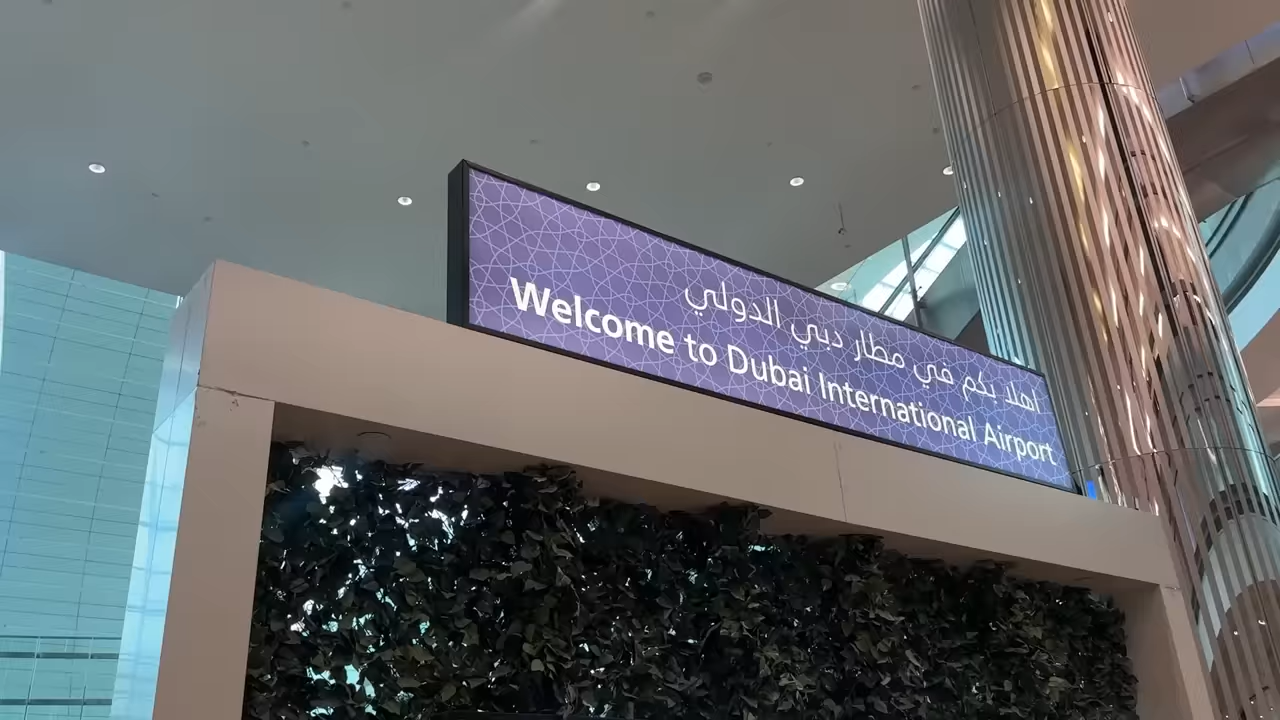 اهلا بكم في مطار دبي الدولي
Welcome to Dubai International Airport